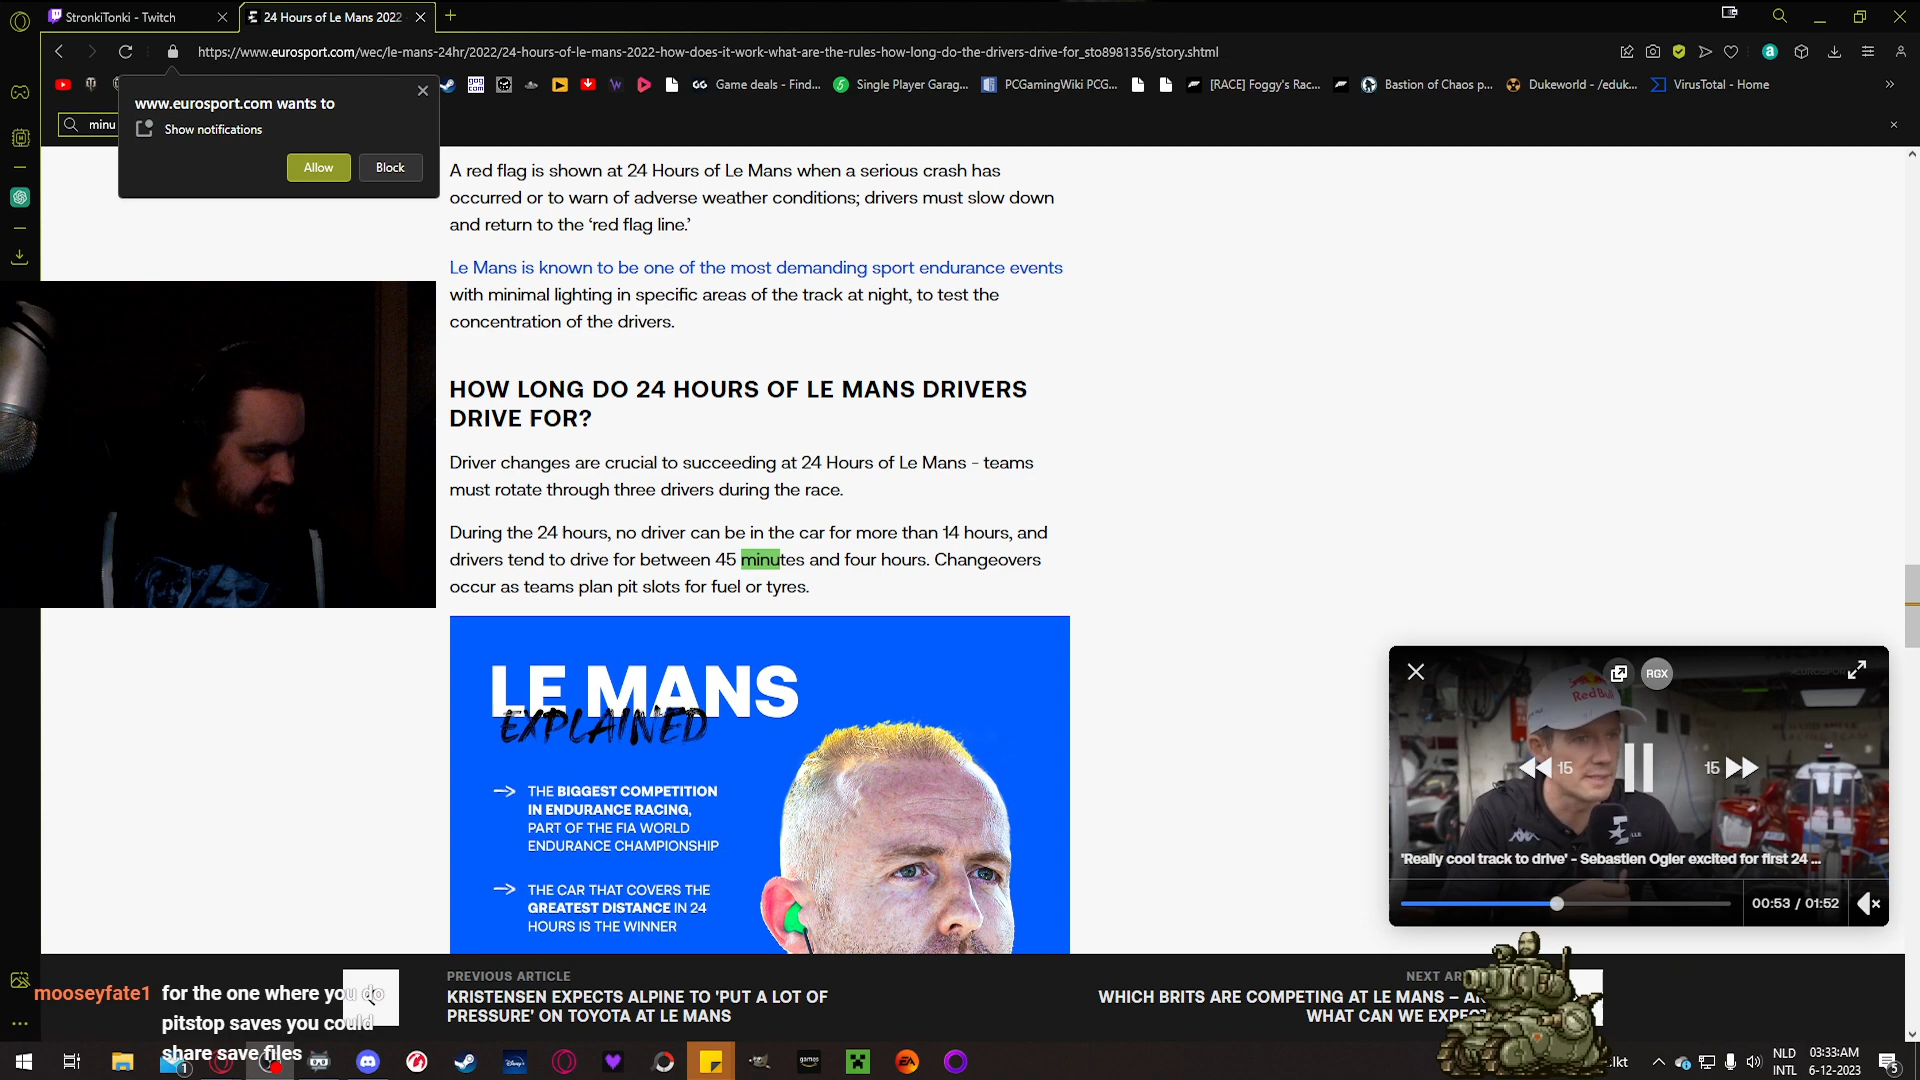 StronkiTonki - Twitch
24 Hours of Le Mans 2022
https://www.eurosport.com/wec/le-mans-24hr/2022/24-hours-of-le-mans-2022-how-does-it-work-what-are-the-rules-how-long-do-the-drivers-drive-for_sto8981356/story.shtml
Game deals - Find...
Single Player Garag...
PCGamingWiki PCG...
[RACE] Foggy's Rac...
Bastion of Chaos p...
Dukeworld - /eduk...
VirusTotal - Home
minu
www.eurosport.com wants to
Show notifications
Allow
Block
A red flag is shown at 24 Hours of Le Mans when a serious crash has
occurred or to warn of adverse weather conditions; drivers must slow down
and return to the ‘red flag line.’
Le Mans is known to be one of the most demanding sport endurance events
with minimal lighting in specific areas of the track at night, to test the
concentration of the drivers.
HOW LONG DO 24 HOURS OF LE MANS DRIVERS
DRIVE FOR?
Driver changes are crucial to succeeding at 24 Hours of Le Mans - teams
must rotate through three drivers during the race.
During the 24 hours, no driver can be in the car for more than 14 hours, and
drivers tend to drive for between 45 minutes and four hours. Changeovers
occur as teams plan pit slots for fuel or tyres.
LE MANS
EXPLAINED
THE BIGGEST COMPETITION
IN ENDURANCE RACING,
PART OF THE FIA WORLD
ENDURANCE CHAMPIONSHIP
THE CAR THAT COVERS THE
GREATEST DISTANCE IN 24
HOURS IS THE WINNER
RGX
Red Bull
15
15
'Really cool track to drive' - Sebastien Ogier excited for first 24 ...
00:53 / 01:52
PREVIOUS ARTICLE
KRISTENSEN EXPECTS ALPINE TO 'PUT A LOT OF
PRESSURE' ON TOYOTA AT LE MANS
NEXT AR
WHICH BRITS ARE COMPETING AT LE MANS – A
WHAT CAN WE EXPEC
mooseyfate1 for the one where you do
pitstop saves you could
share save files
1
games
EA
.lkt
NLD
INTL
03:33:AM
6-12-2023
5